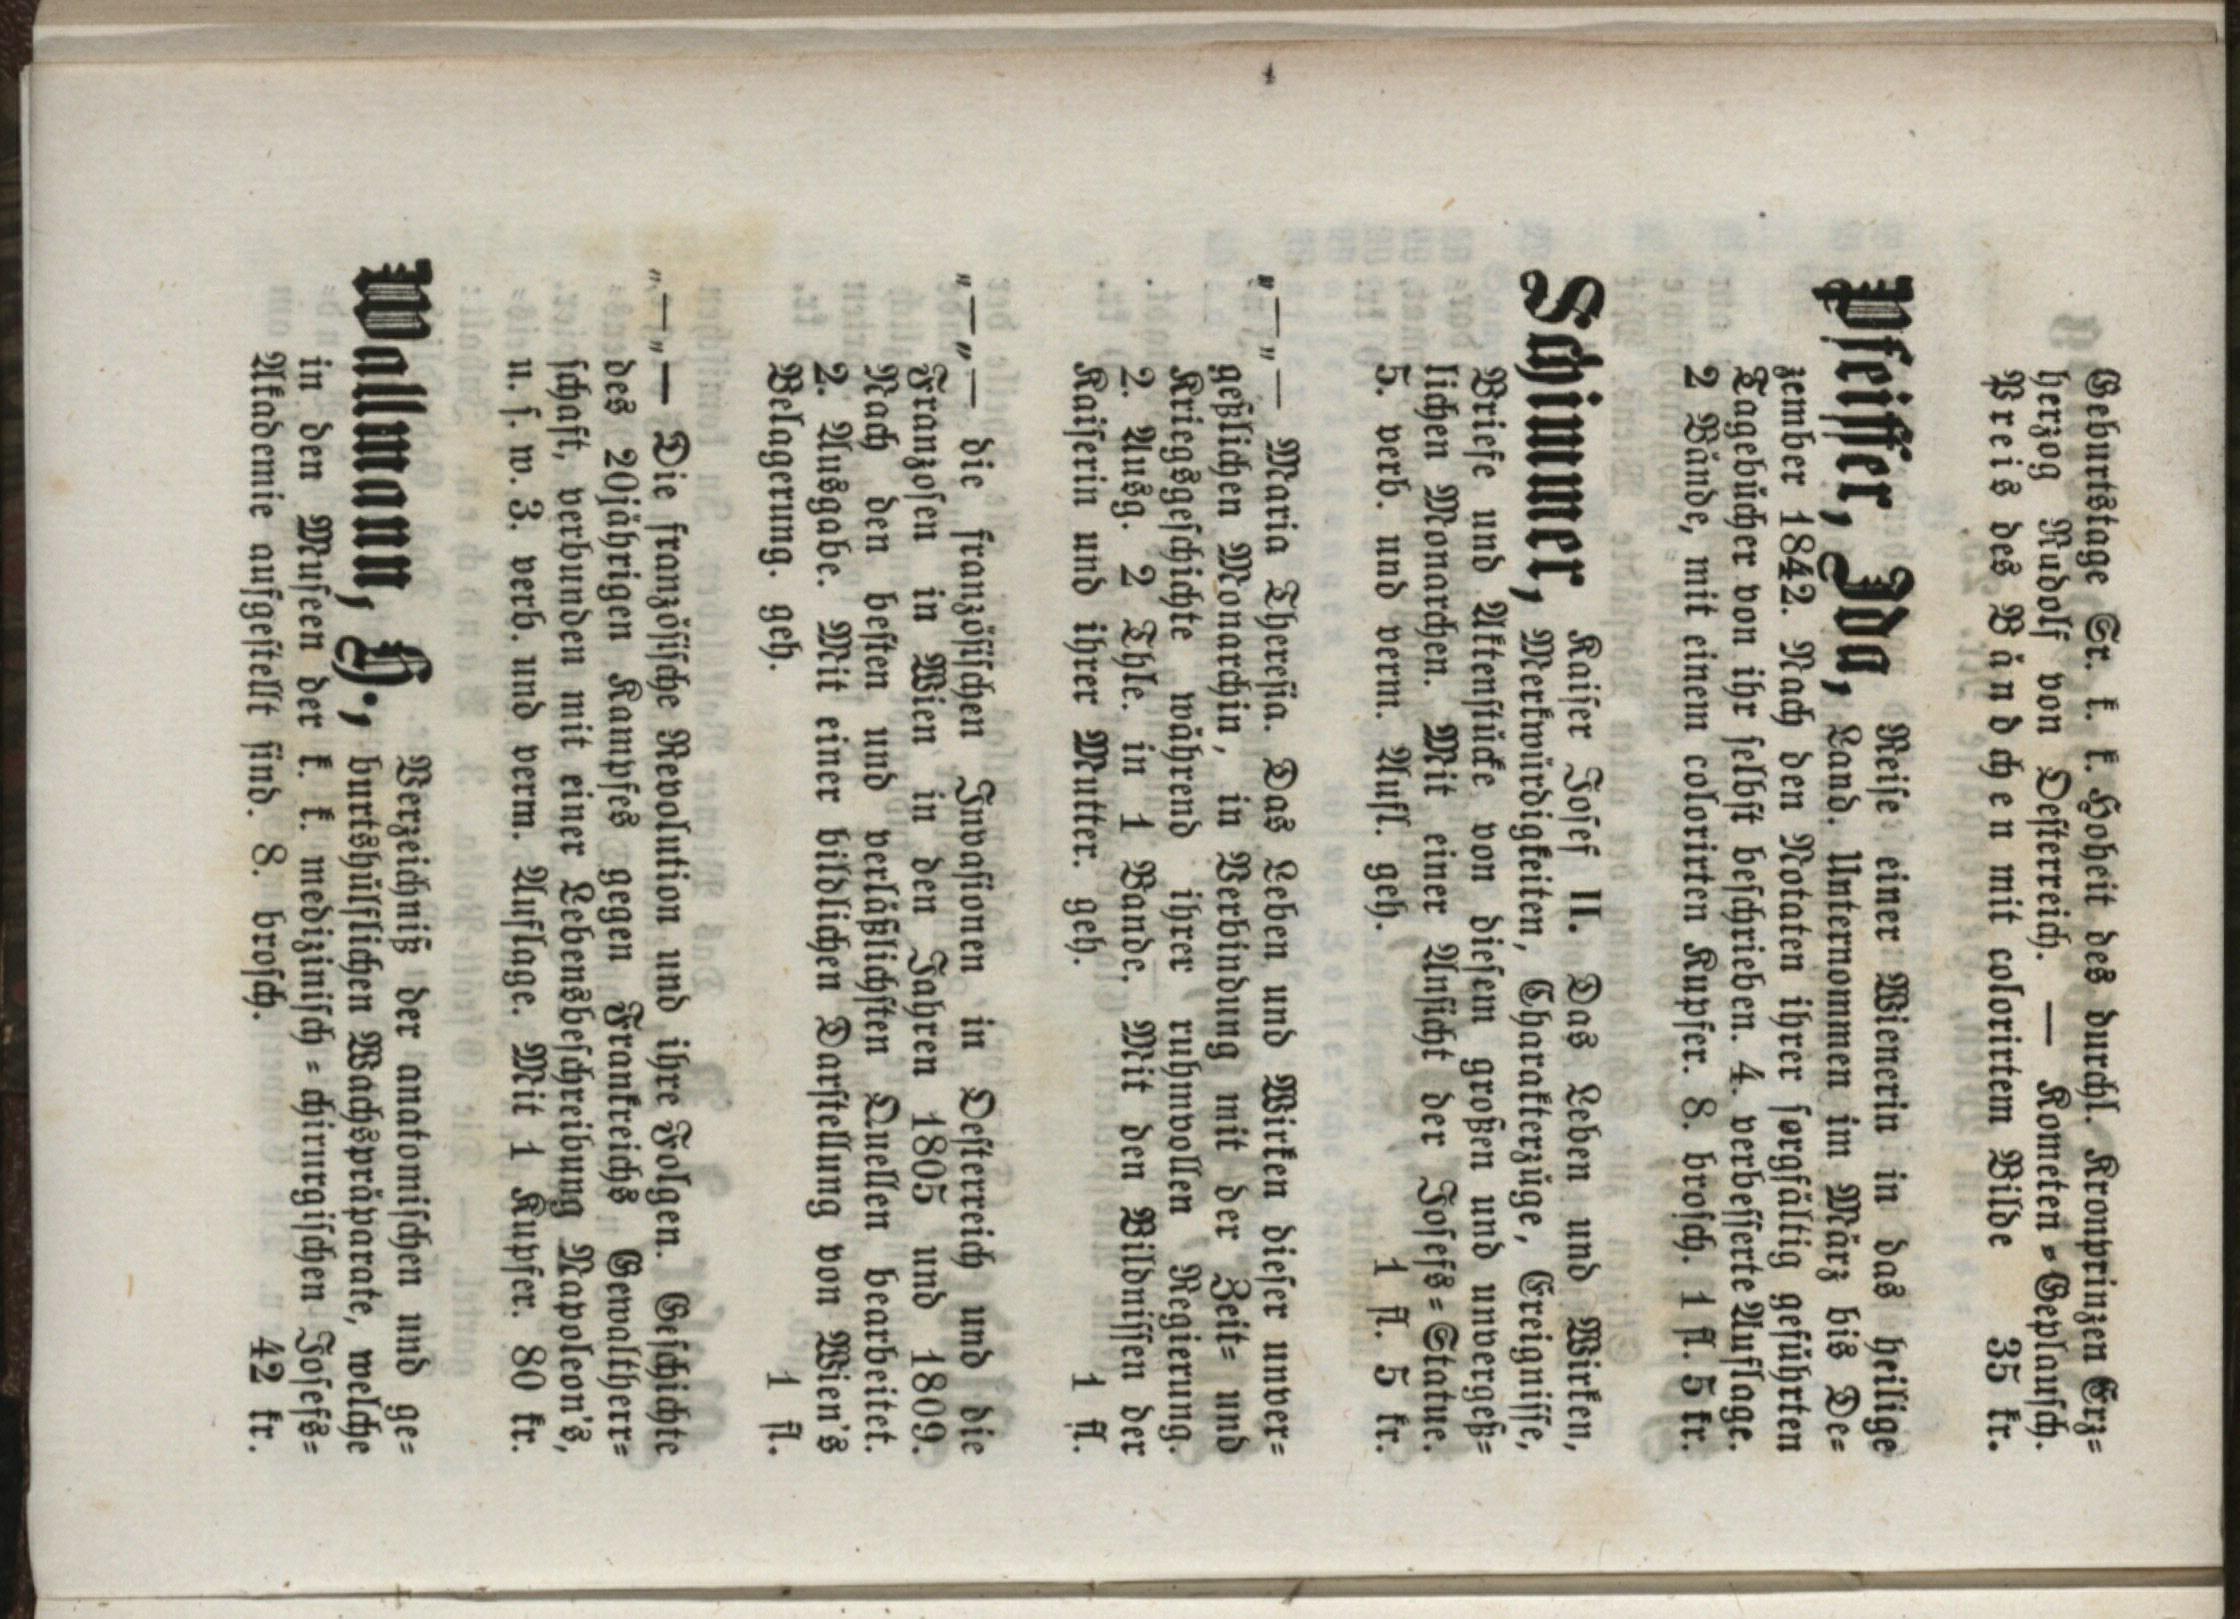 Geburtstage Sr. k. k. Hoheit des durchl. Kronprinzen Erz=
herzog Rudolf von Oesterreich. — Kometen=Geplausch.
Preis des Bändchen mit colorirtem Bilde 35 kr.
Pfeiffer, Ida, Reise einer Wienerin in das heilige
Land. Unternommen im März bis De=
zember 1842. Nach den Notaten ihrer sorgfältig geführten
Tagebücher von ihr selbst beschrieben. 4. verbesserte Auflage.
2 Bände, mit einem colorirten Kupfer. 8. brosch. 1 fl. 5 kr.
Schimmer, Kaiser Josef II. Das Leben und Wirken,
Merkwürdigkeiten, Charakterzüge, Ereignisse,
Briefe und Aktenstücke von diesem großen und unvergeß=
lichen Monarchen. Mit einer Ansicht der Josefs=Statue.
5. verb. und verm. Aufl. geh. 1 fl. 5 kr.
„—„— Maria Theresia. Das Leben und Wirken dieser unver=
geßlichen Monarchin, in Verbindung mit der Zeit= und
Kriegsgeschichte während ihrer ruhmvollen Regierung.
2. Ausg. 2 Thle. in 1 Bande. Mit den Bildnissen der
Kaiserin und ihrer Mutter. geh. 1 fl.
„—„— die französischen Invasionen in Oesterreich und die
Franzosen in Wien in den Jahren 1805 und 1809.
Nach den besten und verläßlichsten Quellen bearbeitet.
2. Ausgabe. Mit einer bildlichen Darstellung von Wien's
Belagerung. geh. 1 fl.
„—„— Die französische Revolution und ihre Folgen. Geschichte
des 20jährigen Kampfes gegen Frankreichs Gewaltherr=
schaft, verbunden mit einer Lebensbeschreibung Napoleon's,
u. s. w. 3. verb. und verm. Auflage. Mit 1 Kupfer. 80 kr.
Wallmann, H., Verzeichniß der anatomischen und ge=
burtshülflichen Wachspräparate, welche
in den Museen der k. k. medizinisch=chirurgischen Josefs=
Akademie aufgestellt sind. 8. brosch. 42 kr.